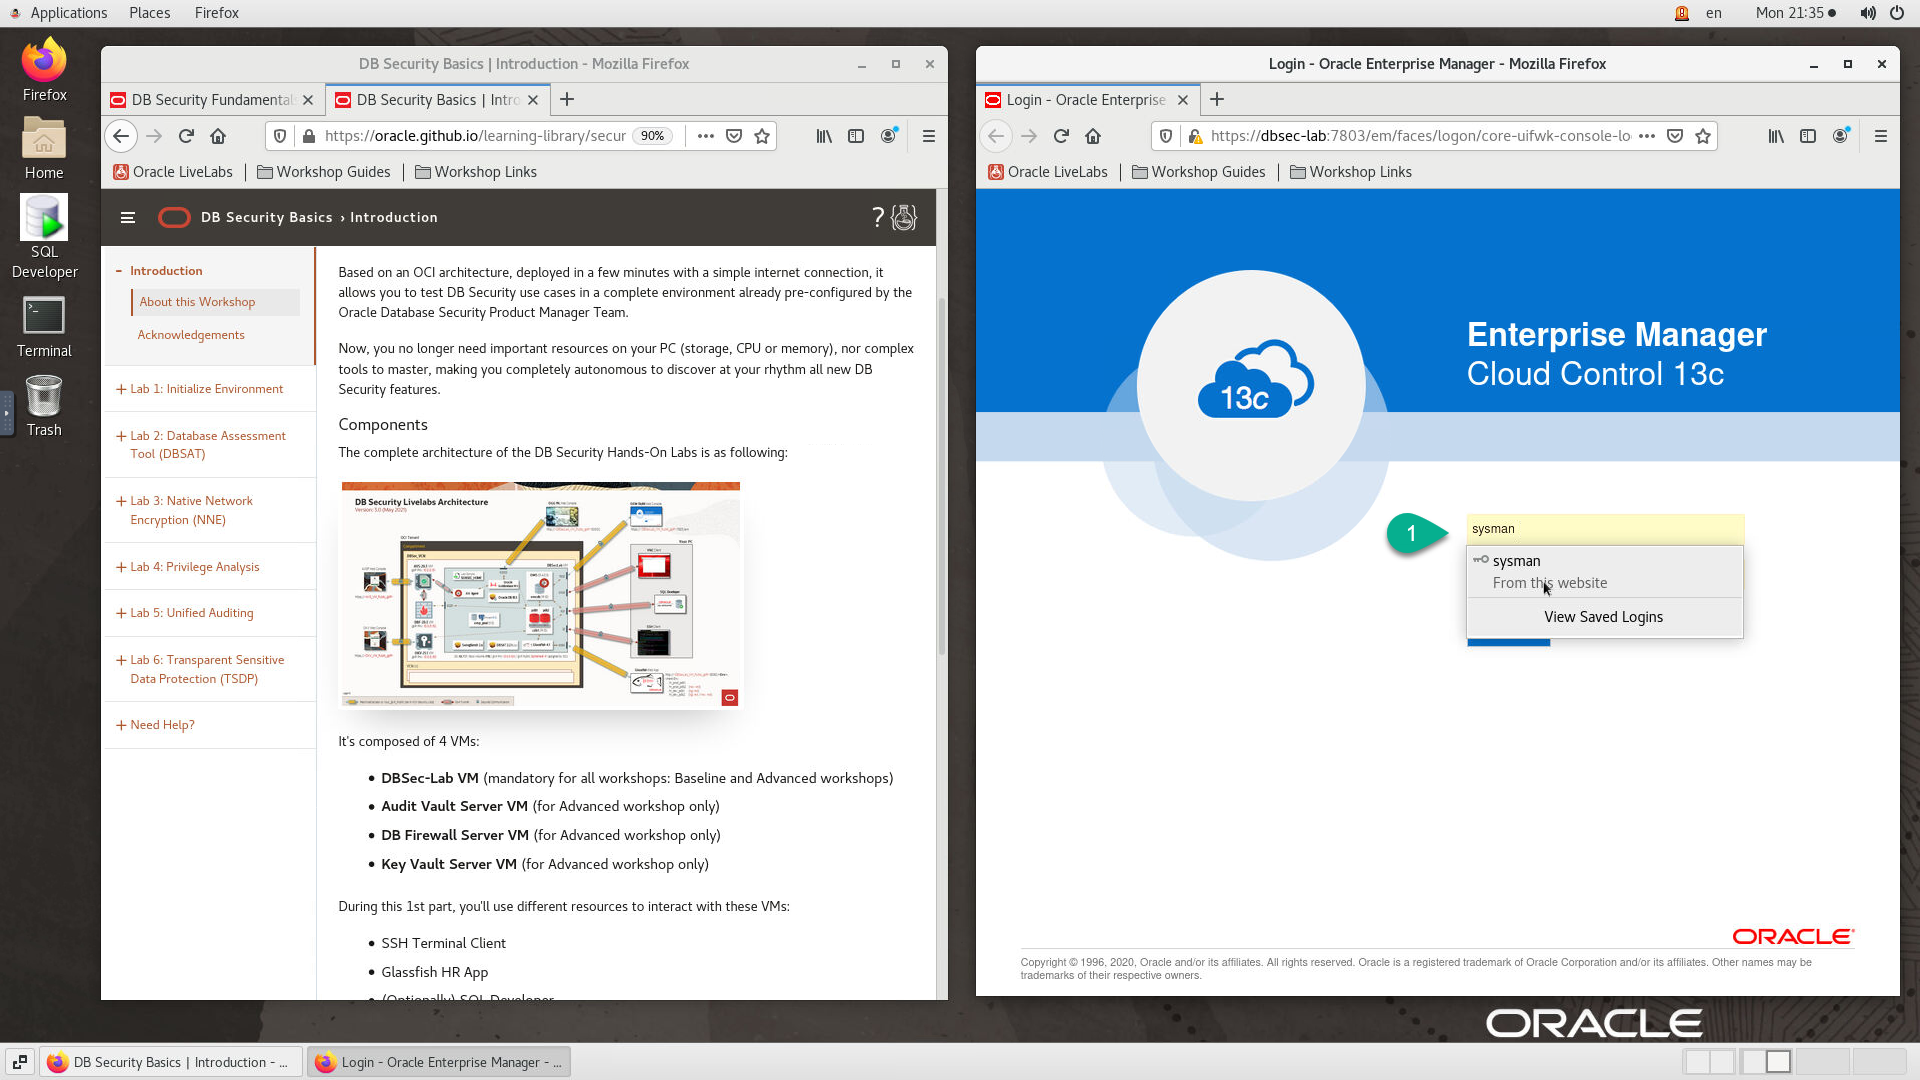 Applications Places Firefox
en Mon 21:35
Firefox
Home
SQL
Developer
Terminal
Trash
DB Security Basics | Introduction - Mozilla Firefox
DB Security Fundamental
DB Security Basics | Intro
https://oracle.github.io/learning-library/secur 90%
Oracle LiveLabs Workshop Guides Workshop Links
DB Security Basics › Introduction
?
- Introduction
About this Workshop
Acknowledgements
+ Lab 1: Initialize Environment
+ Lab 2: Database Assessment
Tool (DBSAT)
+ Lab 3: Native Network
Encryption (NNE)
+ Lab 4: Privilege Analysis
+ Lab 5: Unified Auditing
+ Lab 6: Transparent Sensitive
Data Protection (TSDP)
+ Need Help?
Based on an OCI architecture, deployed in a few minutes with a simple internet connection, it
allows you to test DB Security use cases in a complete environment already pre-configured by the
Oracle Database Security Product Manager Team.
Now, you no longer need important resources on your PC (storage, CPU or memory), nor complex
tools to master, making you completely autonomous to discover at your rhythm all new DB
Security features.
Components
The complete architecture of the DB Security Hands-On Labs is as following:
DB Security Livelabs Architecture
Version: 3.0 (May 2021)
It's composed of 4 VMs:
• DBSec-Lab VM (mandatory for all workshops: Baseline and Advanced workshops)
• Audit Vault Server VM (for Advanced workshop only)
• DB Firewall Server VM (for Advanced workshop only)
• Key Vault Server VM (for Advanced workshop only)
During this 1st part, you'll use different resources to interact with these VMs:
• SSH Terminal Client
• Glassfish HR App
• (Optionally) SQL Developer
Login - Oracle Enterprise Manager - Mozilla Firefox
Login - Oracle Enterprise
https://dbsec-lab:7803/em/faces/logon/core-uifwk-console-lo
Oracle LiveLabs Workshop Guides Workshop Links
13c
Enterprise Manager
Cloud Control 13c
1
sysman
sysman
From this website
View Saved Logins
ORACLE
Copyright © 1996, 2020, Oracle and/or its affiliates. All rights reserved. Oracle is a registered trademark of Oracle Corporation and/or its affiliates. Other names may be
trademarks of their respective owners.
ORACLE
DB Security Basics | Introduction - ...
Login - Oracle Enterprise Manager - ...